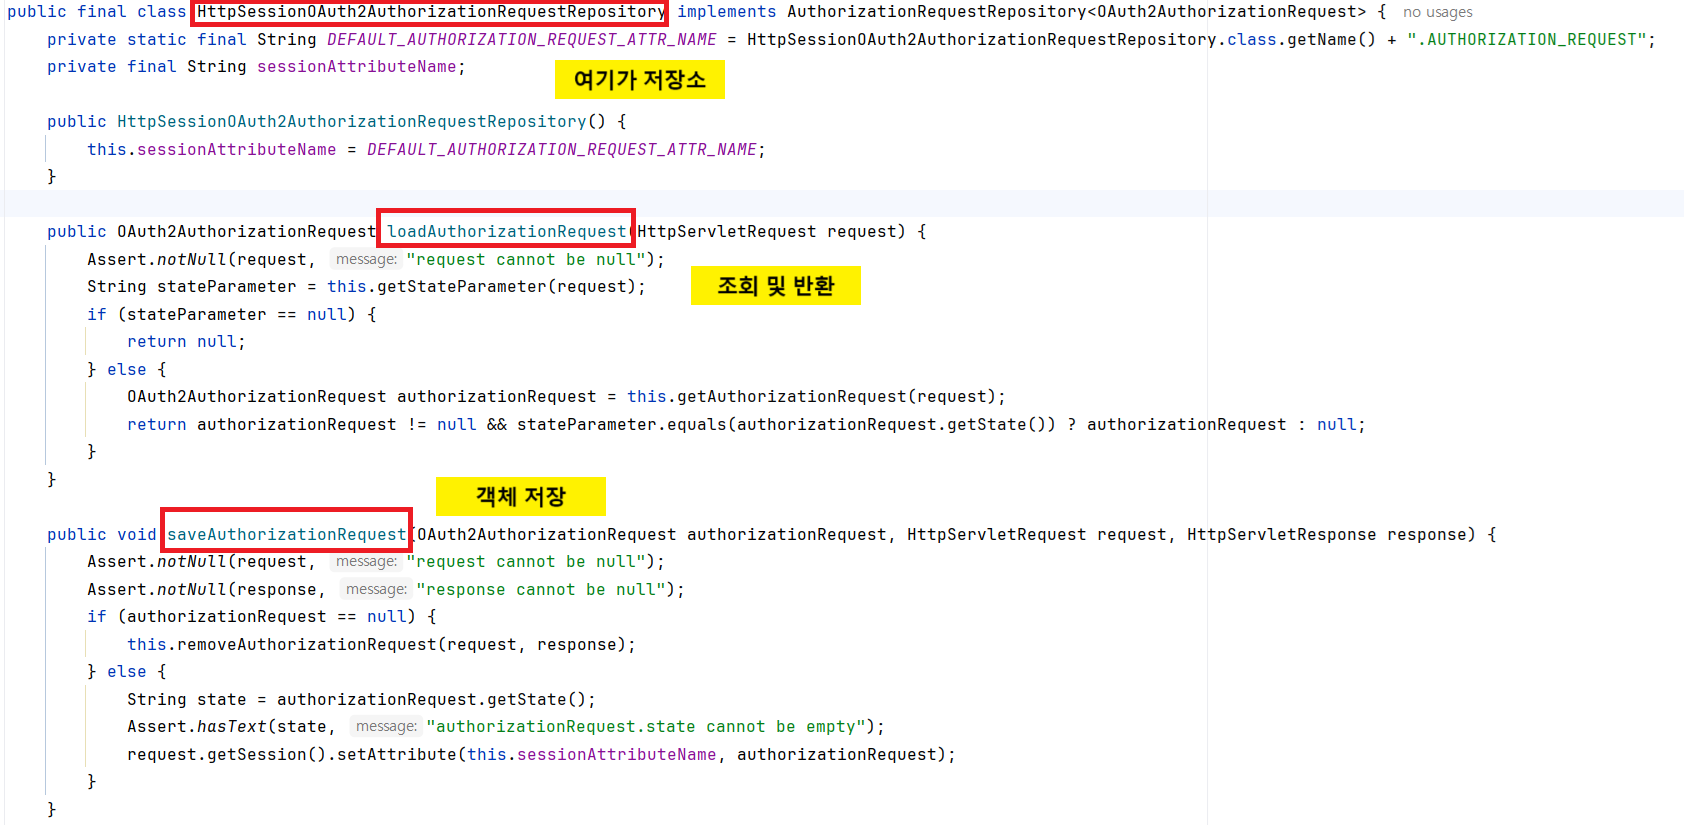 public final class HttpSessionOAuth2AuthorizationRequestRepository implements AuthorizationRequestRepository<OAuth2AuthorizationRequest> { no usages
private static final String DEFAULT_AUTHORIZATION_REQUEST_ATTR_NAME = HttpSessionOAuth2AuthorizationRequestRepository.class.getName() + ".AUTHORIZATION_REQUEST";
private final String sessionAttributeName;
여기가 저장소
public HttpSessionOAuth2AuthorizationRequestRepository() {
this.sessionAttributeName = DEFAULT_AUTHORIZATION_REQUEST_ATTR_NAME;
}
public OAuth2AuthorizationRequest loadAuthorizationRequest(HttpServletRequest request) {
Assert.notNull(request, message: "request cannot be null");
String stateParameter = this.getStateParameter(request);
조회 및 반환
if (stateParameter == null) {
return null;
} else {
OAuth2AuthorizationRequest authorizationRequest = this.getAuthorizationRequest(request);
return authorizationRequest != null && stateParameter.equals(authorizationRequest.getState()) ? authorizationRequest : null;
}
}
객체 저장
public void saveAuthorizationRequest(OAuth2AuthorizationRequest authorizationRequest, HttpServletRequest request, HttpServletResponse response) {
Assert.notNull(request, message: "request cannot be null");
Assert.notNull(response, message: "response cannot be null");
if (authorizationRequest == null) {
this.removeAuthorizationRequest(request, response);
} else {
String state = authorizationRequest.getState();
Assert.hasText(state, message: "authorizationRequest.state cannot be empty");
request.getSession().setAttribute(this.sessionAttributeName, authorizationRequest);
}
}